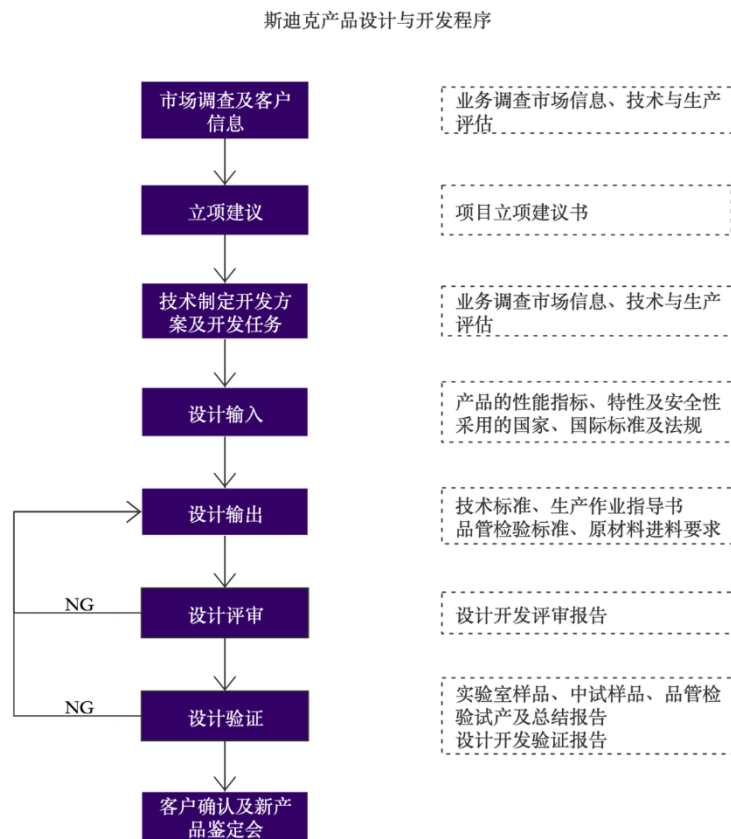 斯迪克产品设计与开发程序
市场调查及客户
信息
业务调查市场信息、技术与生产
评估
立项建议
项目立项建议书
技术制定开发方
案及开发任务
业务调查市场信息、技术与生产
评估
设计输入
产品的性能指标、特性及安全性
采用的国家、国际标准及法规
设计输出
技术标准、生产作业指导书
品管检验标准、原材料进料要求
NG
设计评审
设计开发评审报告
NG
设计验证
实验室样品、中试样品、品管检
验试产及总结报告
设计开发验证报告
客户确认及新产
品鉴定会